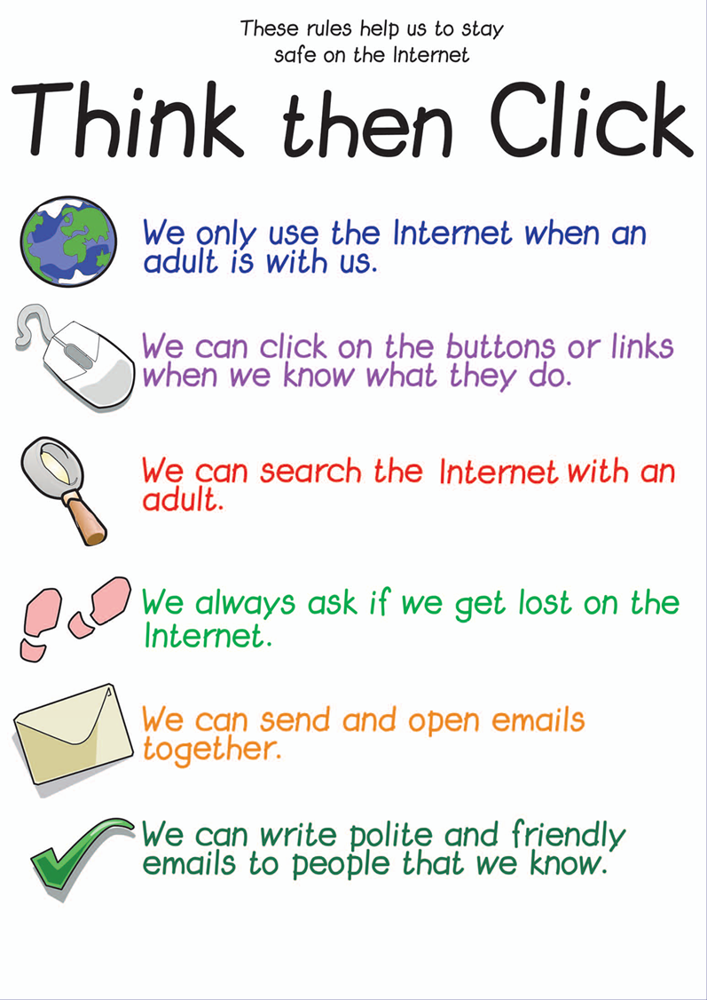 These rules help us to stay
safe on the Internet
Think then Click
We only use the Internet when an
adult is with us.
We can click on the buttons or links
when we know what they do.
We can search the Internet with an
adult.
We always ask if we get lost on the
Internet.
We can send and open emails
together.
We can write polite and friendly
emails to people that we know.